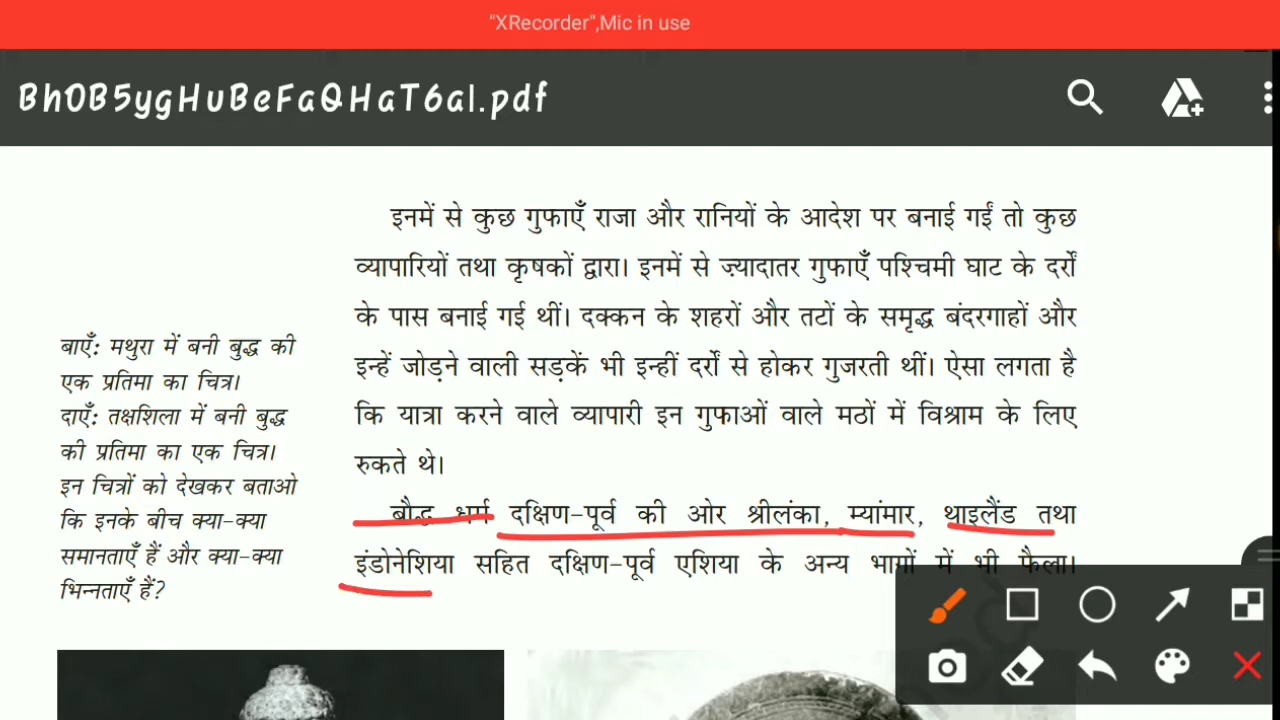 "XRecorder",Mic in use
BhOB5ygHuBeFaQHaT6al.pdf
इनमें से कुछ गुफाएँ राजा और रानियों के आदेश पर बनाई गईं तो कुछ
व्यापारियों तथा कृषकों द्वारा। इनमें से ज़्यादातर गुफाएँ पश्चिमी घाट के दर्रों
के पास बनाई गई थीं। दक्कन के शहरों और तटों के समृद्ध बंदरगाहों और
इन्हें जोड़ने वाली सड़कें भी इन्हीं दर्रों से होकर गुजरती थीं। ऐसा लगता है
कि यात्रा करने वाले व्यापारी इन गुफाओं वाले मठों में विश्राम के लिए
रुकते थे।
बौद्ध धर्म दक्षिण-पूर्व की ओर श्रीलंका, म्यांमार, थाइलैंड तथा
इंडोनेशिया सहित दक्षिण-पूर्व एशिया के अन्य भागों में भी फैला।
बाएँ: मथुरा में बनी बुद्ध की
एक प्रतिमा का चित्र।
दाएँ: तक्षशिला में बनी बुद्ध
की प्रतिमा का एक चित्र।
इन चित्रों को देखकर बताओ
कि इनके बीच क्या-क्या
समानताएँ हैं और क्या-क्या
भिन्नताएँ हैं?